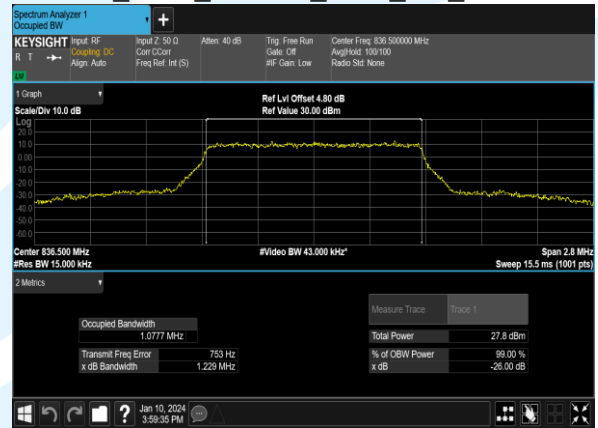 Spectrum Analyzer 1
Occupied BW
+
KEYSIGHT Input: RF Input Z: 50 Ω Atten: 40 dB Trig: Free Run Center Freq: 836.500000 MHz
R T Coupling: DC Corr CCorr Gate: Off Avg|Hold: 100/100
Align: Auto Freq Ref: Int (S) #IF Gain: Low Radio Std: None
1 Graph
Ref Lvl Offset 4.80 dB
Scale/Div 10.0 dB Ref Value 30.00 dBm
Log
20.0
10.0
0.00
-10.0
-20.0
-30.0
-40.0
-50.0
-60.0
Center 836.500 MHz #Video BW 43.000 kHz* Span 2.8 MHz
#Res BW 15.000 kHz Sweep 15.5 ms (1001 pts)
2 Metrics
Measure Trace Trace 1
Occupied Bandwidth
1.0777 MHz Total Power 27.8 dBm
Transmit Freq Error 753 Hz % of OBW Power 99.00 %
x dB Bandwidth 1.229 MHz x dB -26.00 dB
? Jan 10, 2024
3:59:35 PM